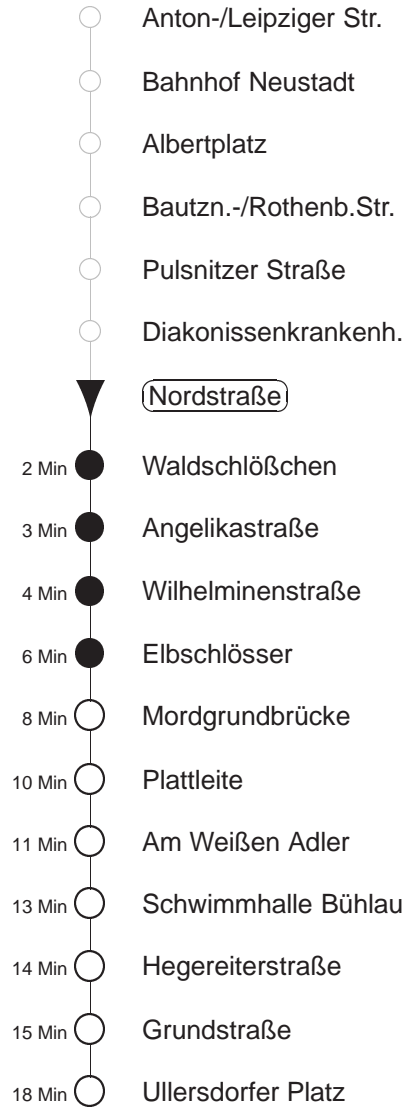 Anton-/Leipziger Str.
Bahnhof Neustadt
Albertplatz
Bautzn.-/Rothenb.Str.
Pulsnitzer Straße
Diakonissenkrankenh.
Nordstraße
2 Min Waldschlößchen
3 Min Angelikastraße
4 Min Wilhelminenstraße
6 Min Elbschlösser
8 Min Mordgrundbrücke
10 Min Plattleite
11 Min Am Weißen Adler
13 Min Schwimmhalle Bühlau
14 Min Hegereiterstraße
15 Min Grundstraße
18 Min Ullersdorfer Platz